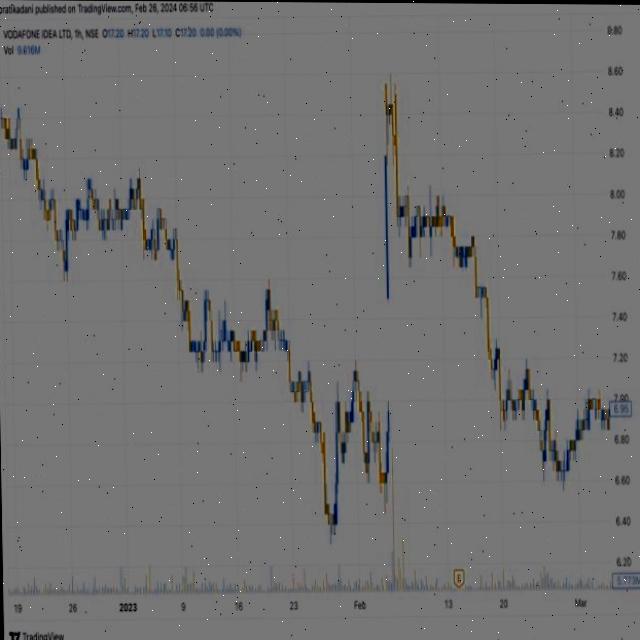 pratikadani published on TradingView.com, Feb 26, 2024 06:56 UTC
VODAFONE IDEA LTD, 1h, NSE O17.20 H17.20 L17.10 C17.20 0.00 (0.00%)
Vol 9.616M
8.80
8.60
8.40
8.20
8.00
7.80
7.60
7.40
7.20
7.00
6.95
6.80
6.60
6.40
6.20
E
19 26 2023 9 16 23 Feb 13 20 Mar
TradingView